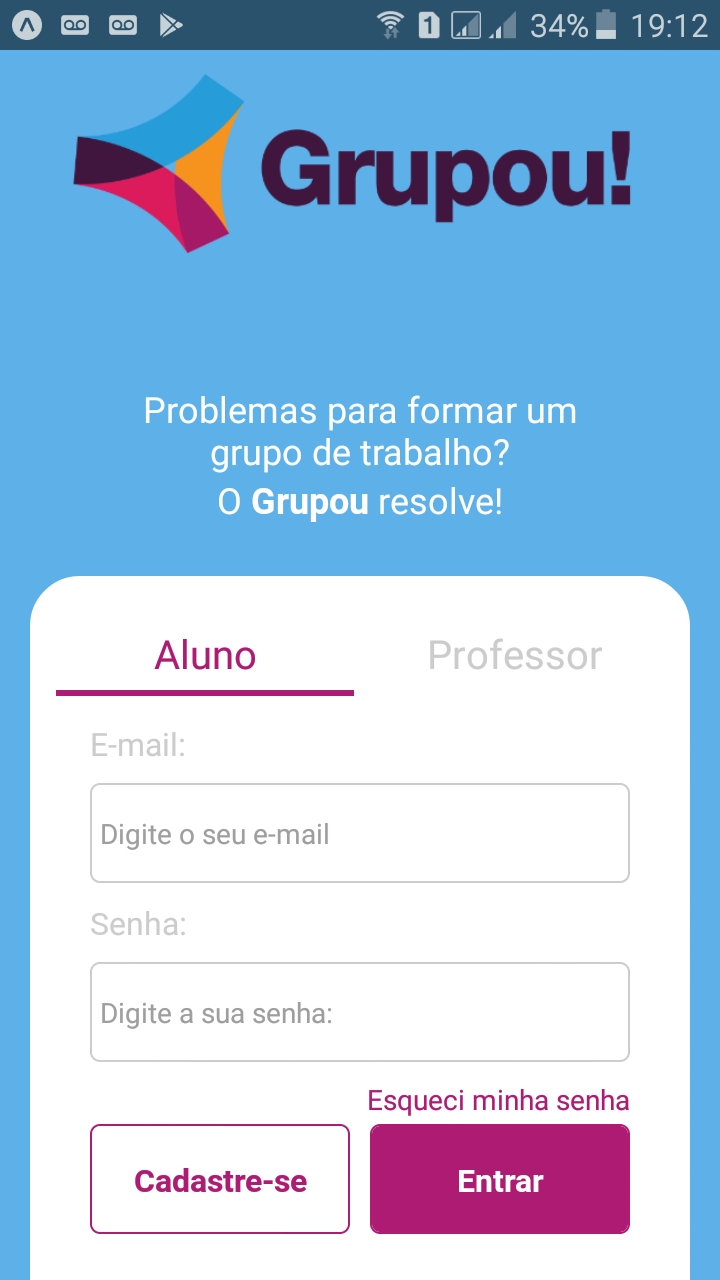 1 34% 19:12
Grupou!
Problemas para formar um
grupo de trabalho?
O Grupou resolve!
Aluno Professor
E-mail:
Digite o seu e-mail
Senha:
Digite a sua senha:
Esqueci minha senha
Cadastre-se Entrar